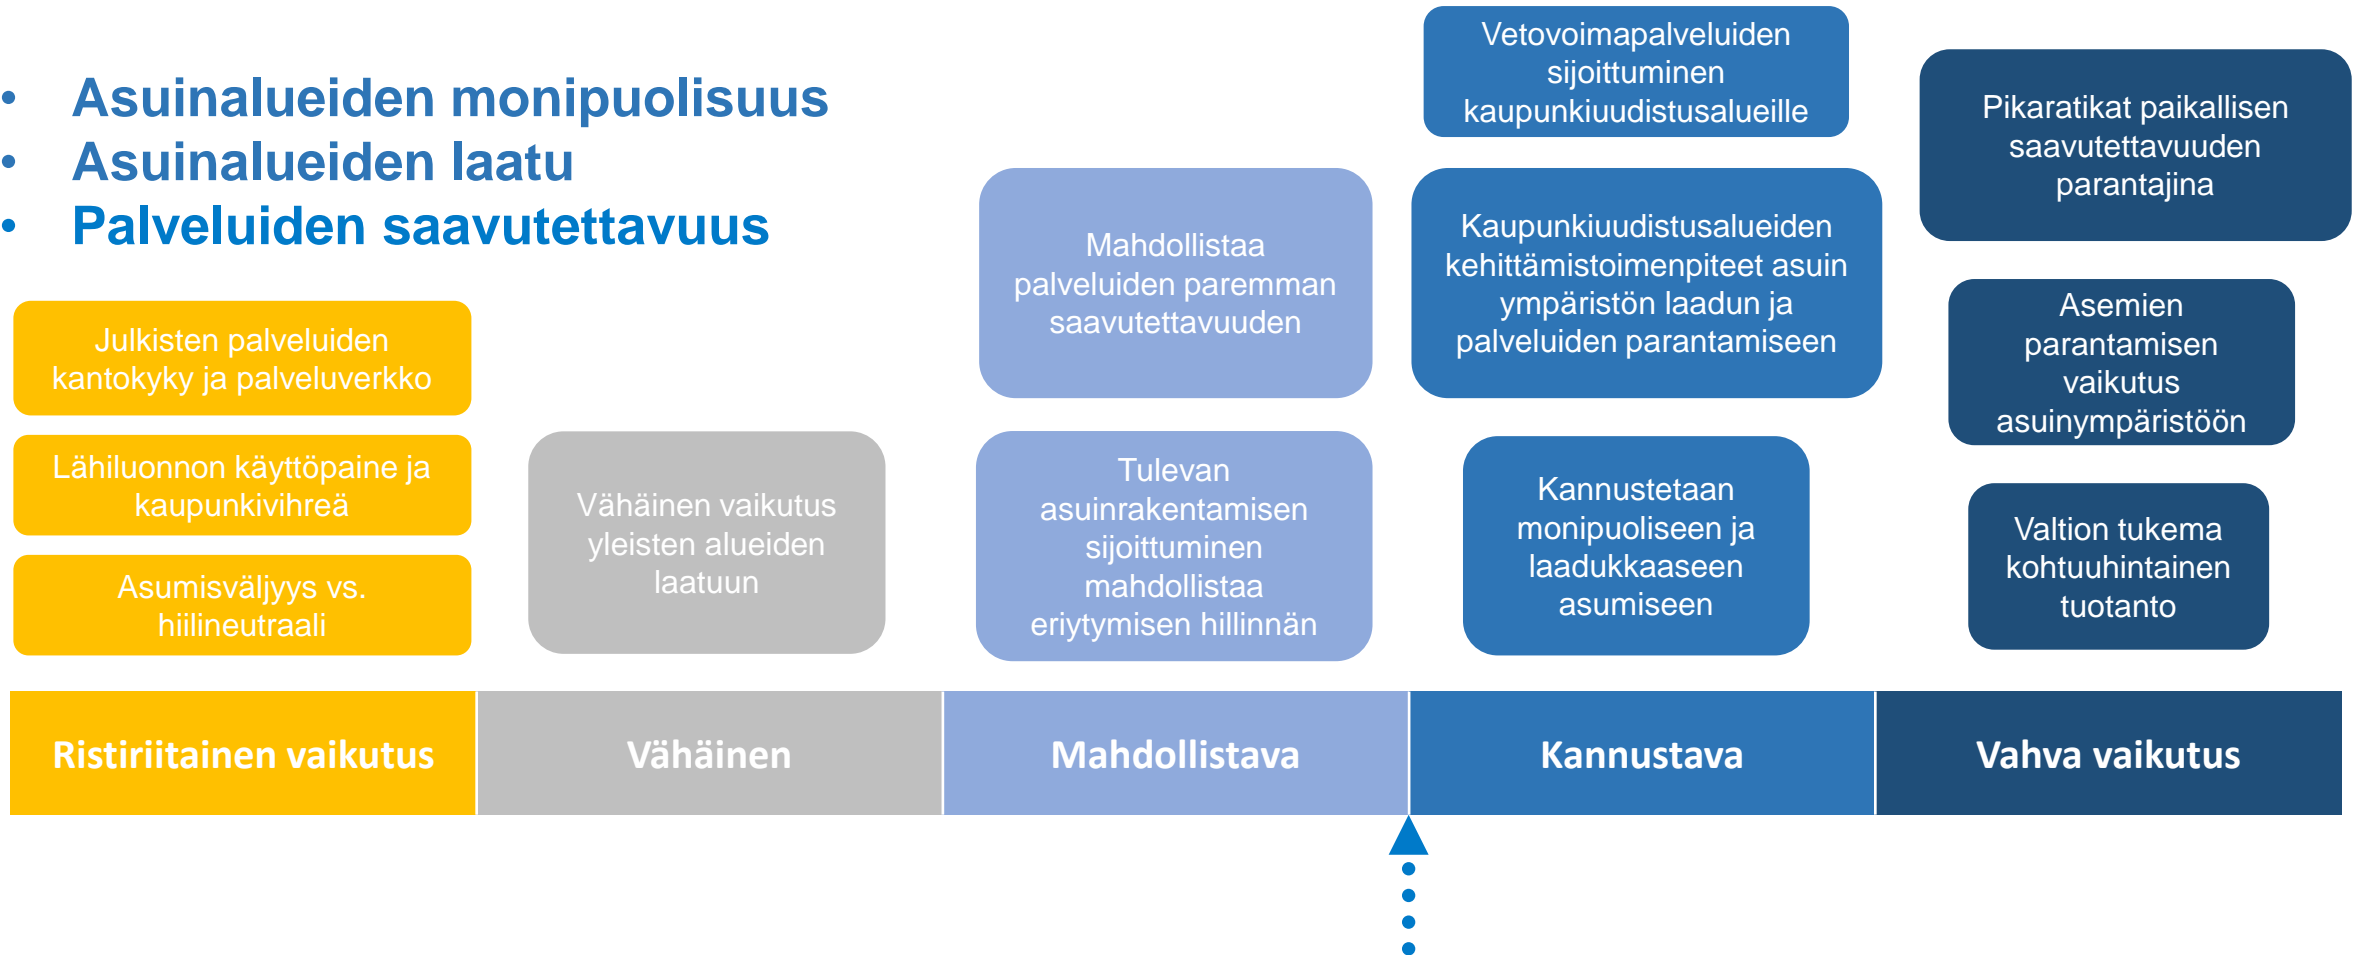 • Asuinalueiden monipuolisuus
• Asuinalueiden laatu
• Palveluiden saavutettavuus
Julkisten palveluiden
kantokyky ja palveluverkko
Lähiluonnon käyttöpaine ja
kaupunkivihreä
Asumisväljyys vs.
hiilineutraali
Vähäinen vaikutus
yleisten alueiden
laatuun
Mahdollistaa
palveluiden paremman
saavutettavuuden
Tulevan
asuinrakentamisen
sijoittuminen
mahdollistaa
eriytymisen hillinnän
Vetovoimapalveluiden
sijoittuminen
kaupunkiuudistusalueille
Kaupunkiuudistusalueiden
kehittämistoimenpiteet asuin
ympäristön laadun ja
palveluiden parantamiseen
Kannustetaan
monipuoliseen ja
laadukkaaseen
asumiseen
Pikaratikat paikallisen
saavutettavuuden
parantajina
Asemien
parantamisen
vaikutus
asuinympäristöön
Valtion tukema
kohtuuhintainen
tuotanto
Ristiriitainen vaikutus
Vähäinen
Mahdollistava
Kannustava
Vahva vaikutus